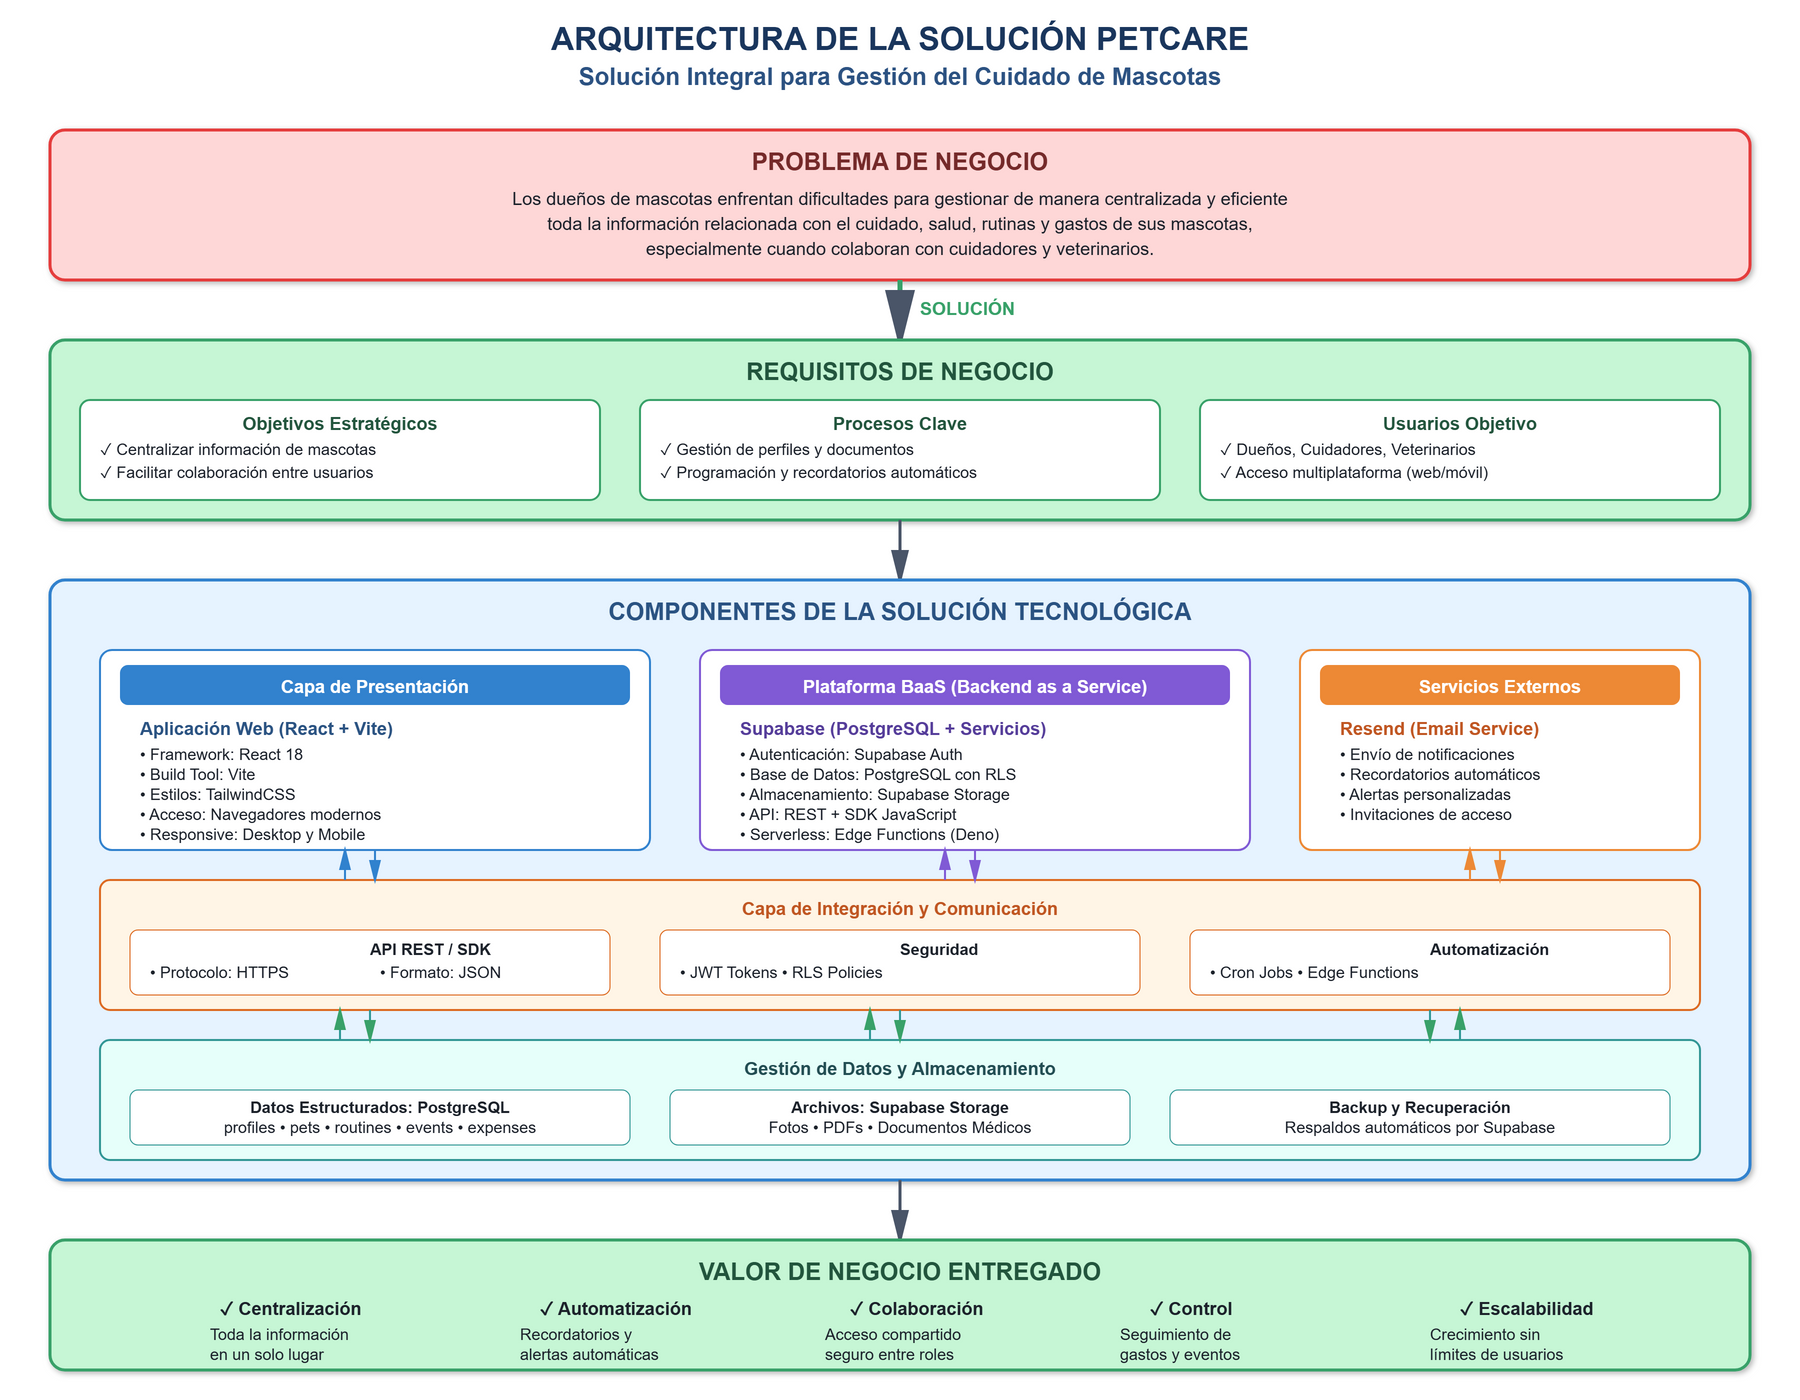 ARQUITECTURA DE LA SOLUCIÓN PETCARE
Solución Integral para Gestión del Cuidado de Mascotas
PROBLEMA DE NEGOCIO
Los dueños de mascotas enfrentan dificultades para gestionar de manera centralizada y eficiente
toda la información relacionada con el cuidado, salud, rutinas y gastos de sus mascotas,
especialmente cuando colaboran con cuidadores y veterinarios.
SOLUCIÓN
REQUISITOS DE NEGOCIO
Objetivos Estratégicos
✓ Centralizar información de mascotas
✓ Facilitar colaboración entre usuarios
Procesos Clave
✓ Gestión de perfiles y documentos
✓ Programación y recordatorios automáticos
Usuarios Objetivo
✓ Dueños, Cuidadores, Veterinarios
✓ Acceso multiplataforma (web/móvil)
COMPONENTES DE LA SOLUCIÓN TECNOLÓGICA
Capa de Presentación
Aplicación Web (React + Vite)
• Framework: React 18
• Build Tool: Vite
• Estilos: TailwindCSS
• Acceso: Navegadores modernos
• Responsive: Desktop y Mobile
Plataforma BaaS (Backend as a Service)
Supabase (PostgreSQL + Servicios)
• Autenticación: Supabase Auth
• Base de Datos: PostgreSQL con RLS
• Almacenamiento: Supabase Storage
• API: REST + SDK JavaScript
• Serverless: Edge Functions (Deno)
Servicios Externos
Resend (Email Service)
• Envío de notificaciones
• Recordatorios automáticos
• Alertas personalizadas
• Invitaciones de acceso
Capa de Integración y Comunicación
API REST / SDK
• Protocolo: HTTPS • Formato: JSON
Seguridad
• JWT Tokens • RLS Policies
Automatización
• Cron Jobs • Edge Functions
Gestión de Datos y Almacenamiento
Datos Estructurados: PostgreSQL
profiles • pets • routines • events • expenses
Archivos: Supabase Storage
Fotos • PDFs • Documentos Médicos
Backup y Recuperación
Respaldos automáticos por Supabase
VALOR DE NEGOCIO ENTREGADO
✓ Centralización
Toda la información
en un solo lugar
✓ Automatización
Recordatorios y
alertas automáticas
✓ Colaboración
Acceso compartido
seguro entre roles
✓ Control
Seguimiento de
gastos y eventos
✓ Escalabilidad
Crecimiento sin
límites de usuarios